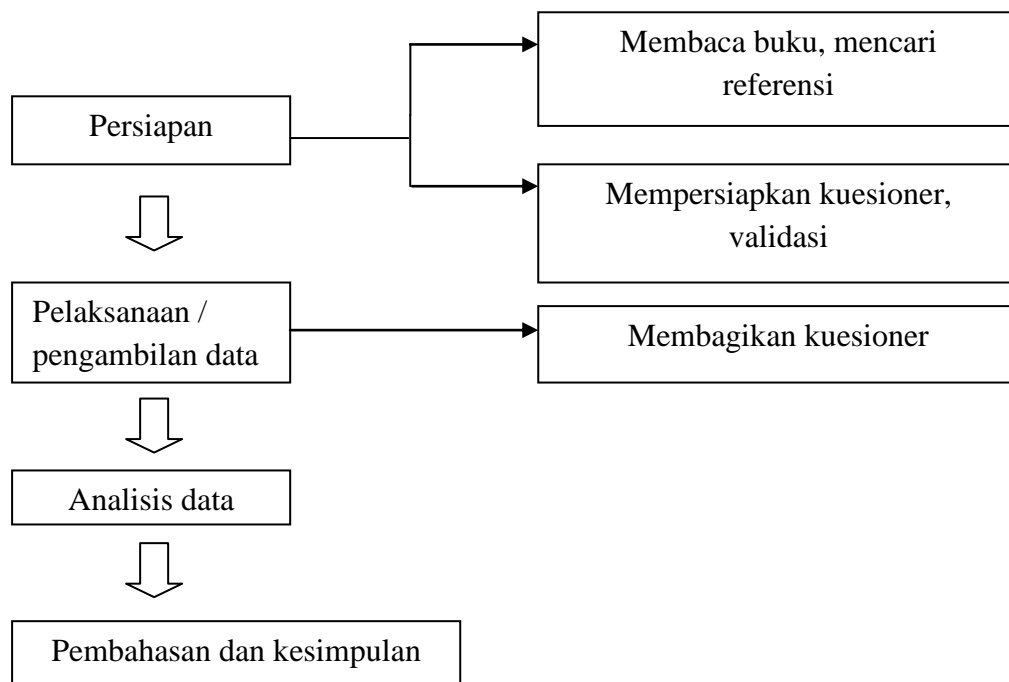 Persiapan
Membaca buku, mencari
referensi
Mempersiapkan kuesioner,
validasi
Pelaksanaan /
pengambilan data
Membagikan kuesioner
Analisis data
Pembahasan dan kesimpulan